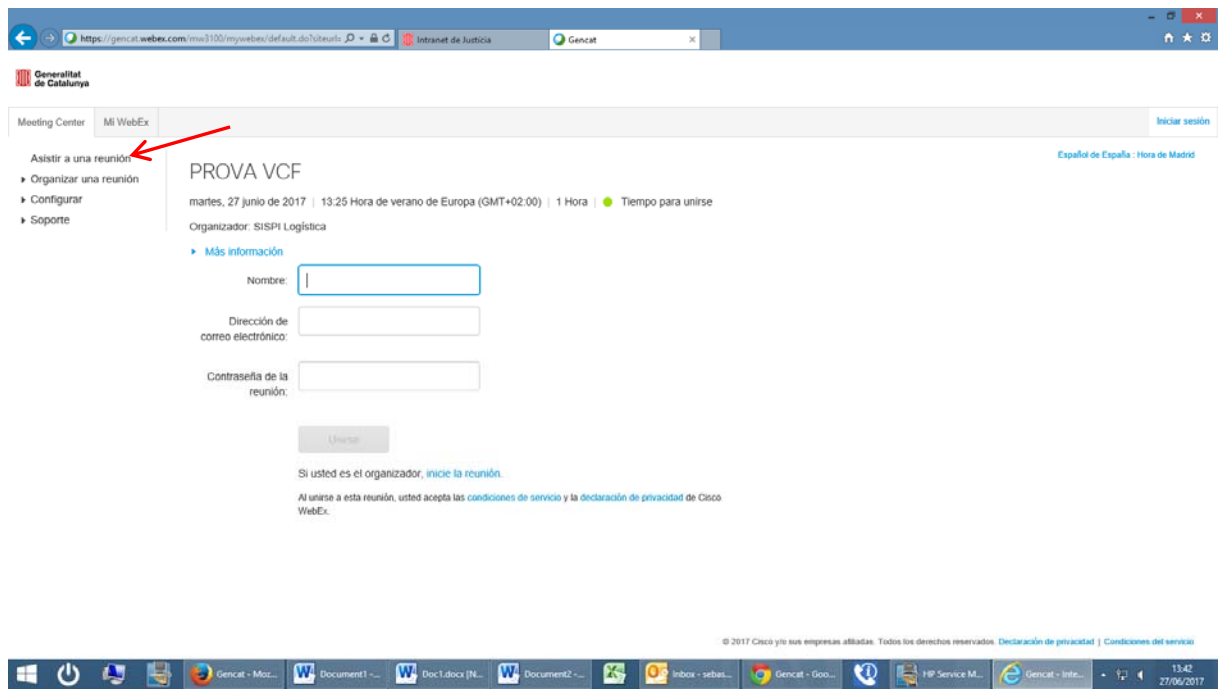 https://gencat.webex.com/mw3100/mywebex/default.do?siteurl=
Intranet de Justícia
Gencat
Generalitat
de Catalunya
Meeting Center
Mi WebEx
Iniciar sesión
Español de España : Hora de Madrid
Asistir a una reunión
Organizar una reunión
Configurar
Soporte
PROVA VCF
martes, 27 junio de 2017 | 13:25 Hora de verano de Europa (GMT+02:00) | 1 Hora | Tiempo para unirse
Organizador: SISPI Logística
Más información
Nombre:
Dirección de
correo electrónico:
Contraseña de la
reunión:
Unirse
Si usted es el organizador, inicie la reunión.
Al unirse a esta reunión, usted acepta las condiciones de servicio y la declaración de privacidad de Cisco
WebEx.
© 2017 Cisco y/o sus empresas afiliadas. Todos los derechos reservados. Declaración de privacidad | Condiciones del servicio
Gencat - Moz...
Document1 -...
Doc1.docx [N...
Document2 -...
Inbox - sebas...
Gencat - Goo...
HP Service M...
Gencat - Inte...
13:42
27/06/2017